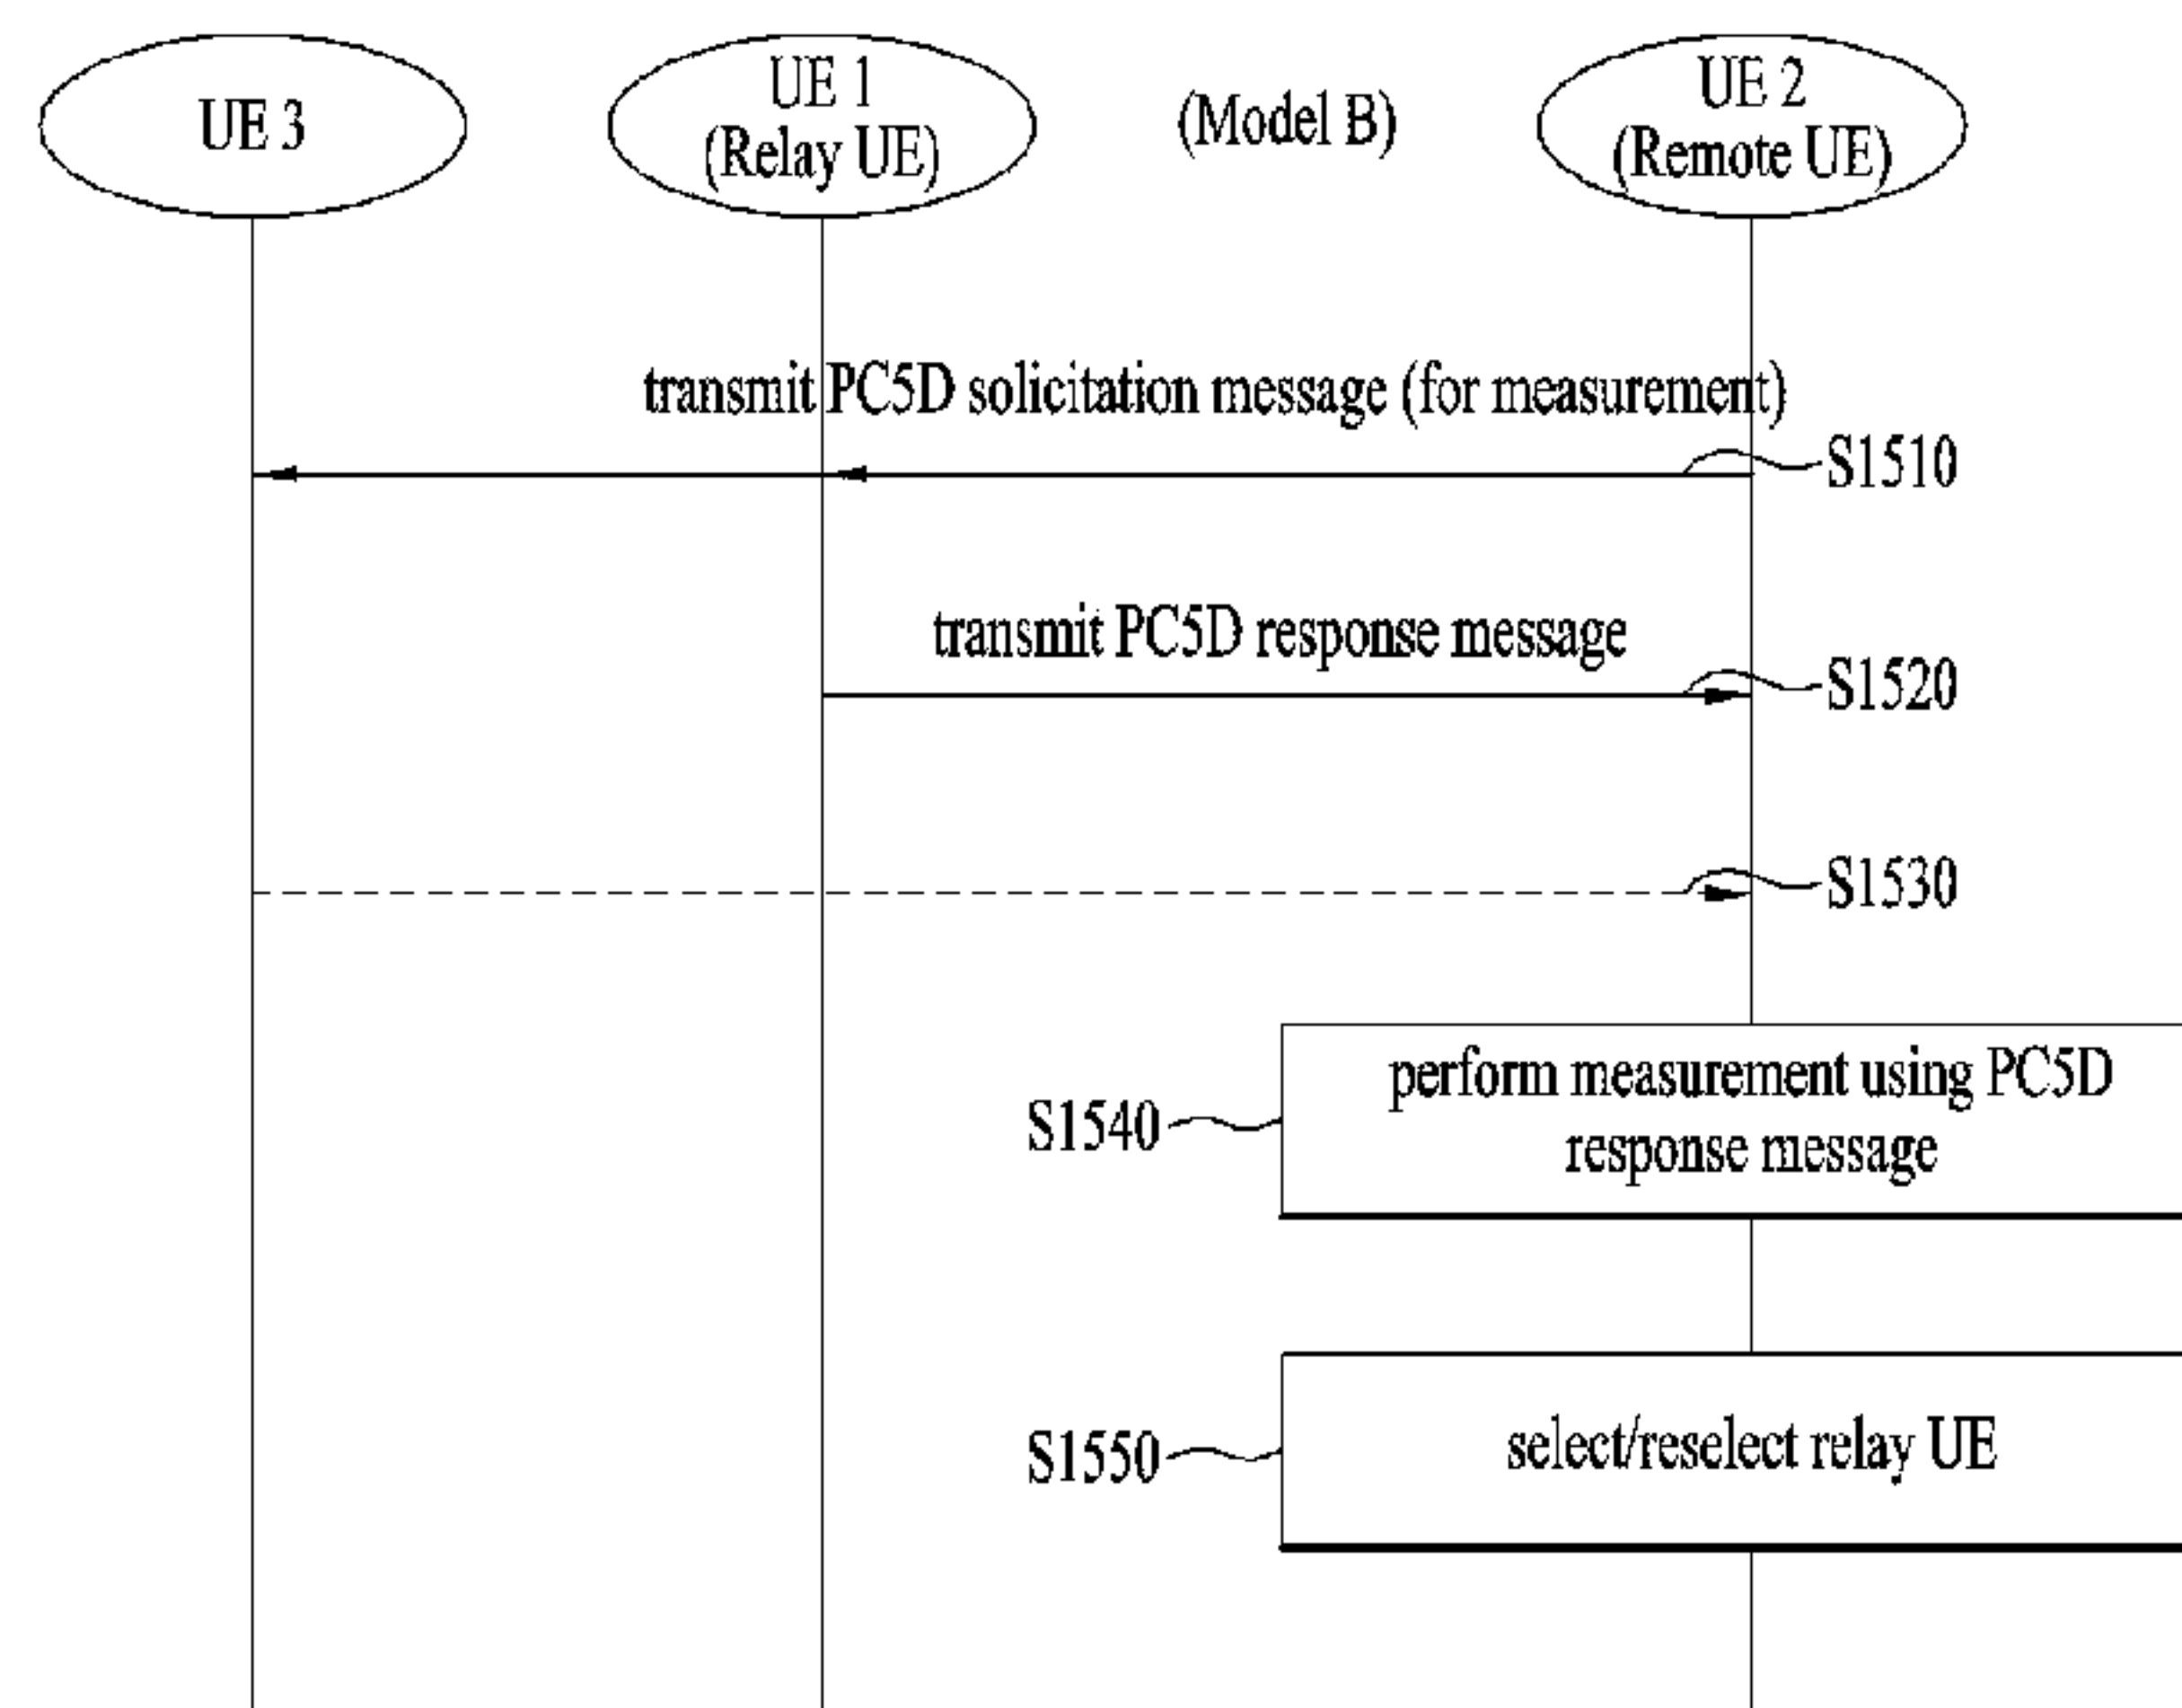 UE 3
UE 1
(Relay UE)
(Model B)
UE 2
(Remote UE)
transmit PC5D solicitation message (for measurement)
S1510
transmit PC5D response message
S1520
S1530
perform measurement using PC5D
response message
S1540
select/reselect relay UE
S1550